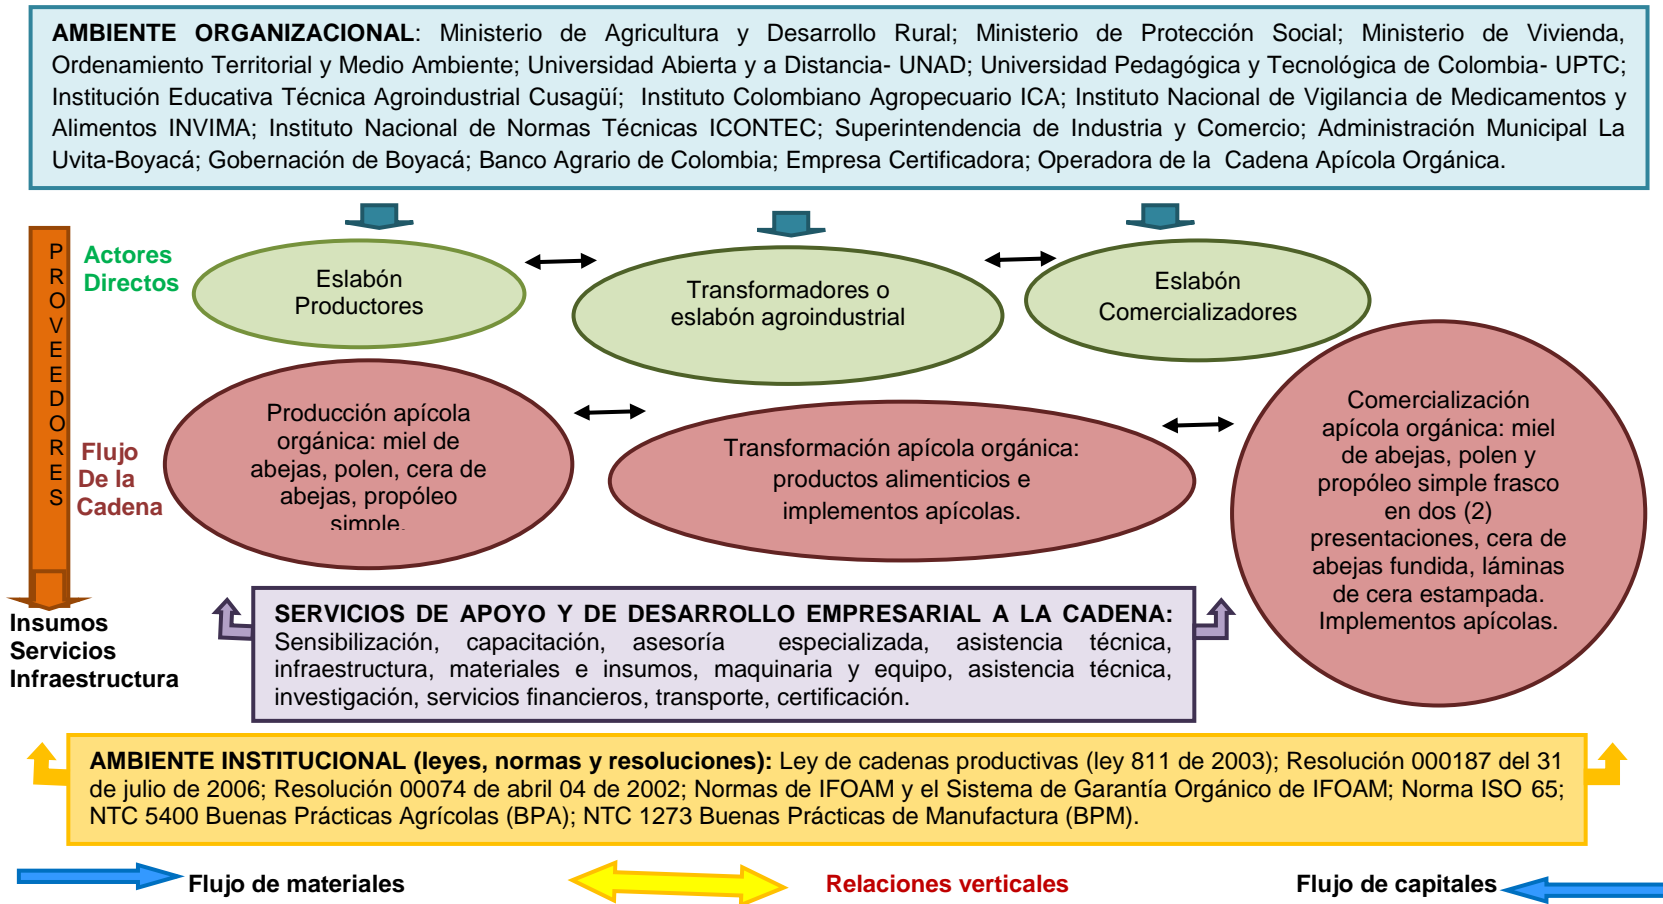 AMBIENTE ORGANIZACIONAL: Ministerio de Agricultura y Desarrollo Rural; Ministerio de Protección Social; Ministerio de Vivienda,
Ordenamiento Territorial y Medio Ambiente; Universidad Abierta y a Distancia- UNAD; Universidad Pedagógica y Tecnológica de Colombia- UPTC;
Institución Educativa Técnica Agroindustrial Cusagüí; Instituto Colombiano Agropecuario ICA; Instituto Nacional de Vigilancia de Medicamentos y
Alimentos INVIMA; Instituto Nacional de Normas Técnicas ICONTEC; Superintendencia de Industria y Comercio; Administración Municipal La
Uvita-Boyacá; Gobernación de Boyacá; Banco Agrario de Colombia; Empresa Certificadora; Operadora de la Cadena Apícola Orgánica.
PROVEEDORES
Actores
Directos
Eslabón
Productores
Transformadores o
eslabón agroindustrial
Eslabón
Comercializadores
Flujo
De la
Cadena
Producción apícola
orgánica: miel de
abejas, polen, cera de
abejas, propóleo
simple.
Transformación apícola orgánica:
productos alimenticios e
implementos apícolas.
Comercialización
apícola orgánica: miel
de abejas, polen y
propóleo simple frasco
en dos (2)
presentaciones, cera de
abejas fundida, láminas
de cera estampada.
Implementos apícolas.
Insumos
Servicios
Infraestructura
SERVICIOS DE APOYO Y DE DESARROLLO EMPRESARIAL A LA CADENA:
Sensibilización, capacitación, asesoría especializada, asistencia técnica,
infraestructura, materiales e insumos, maquinaria y equipo, asistencia técnica,
investigación, servicios financieros, transporte, certificación.
AMBIENTE INSTITUCIONAL (leyes, normas y resoluciones): Ley de cadenas productivas (ley 811 de 2003); Resolución 000187 del 31
de julio de 2006; Resolución 00074 de abril 04 de 2002; Normas de IFOAM y el Sistema de Garantía Orgánico de IFOAM; Norma ISO 65;
NTC 5400 Buenas Prácticas Agrícolas (BPA); NTC 1273 Buenas Prácticas de Manufactura (BPM).
Flujo de materiales
Relaciones verticales
Flujo de capitales